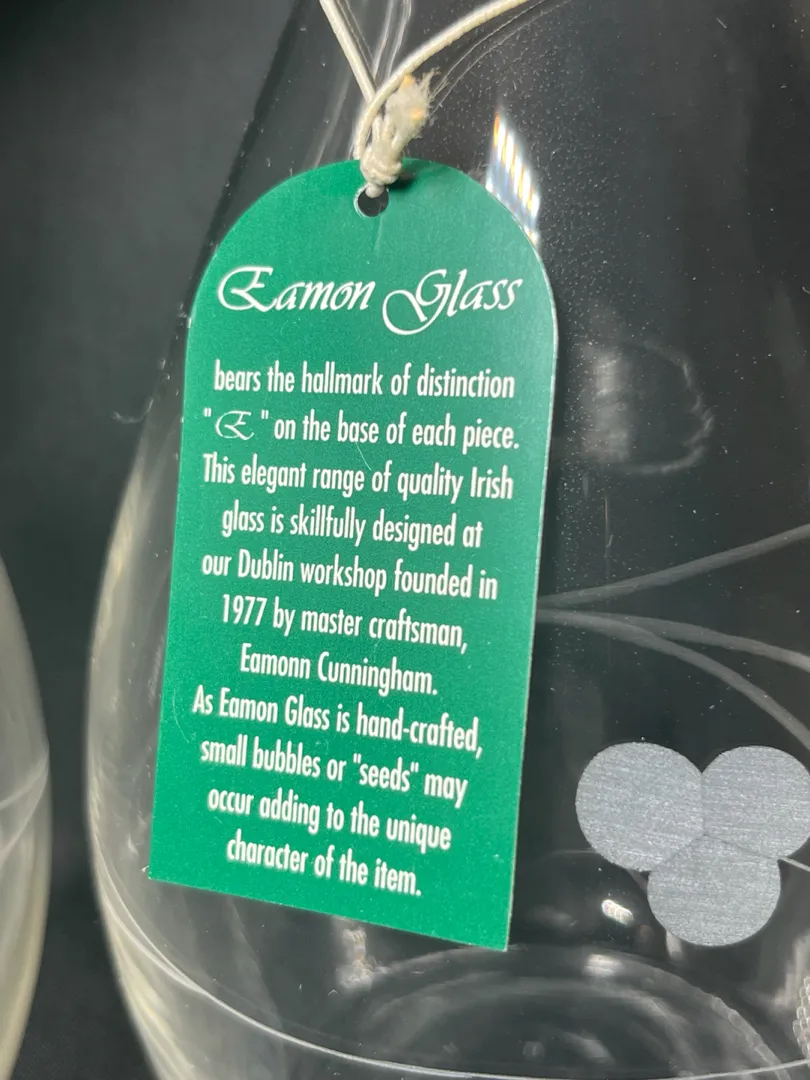 Eamon Glass
bears the hallmark of distinction
"E" on the base of each piece.
This elegant range of quality Irish
glass is skillfully designed at
our Dublin workshop founded in
1977 by master craftsman,
Eamonn Cunningham.
As Eamon Glass is hand-crafted,
small bubbles or "seeds" may
occur adding to the unique
character of the item.